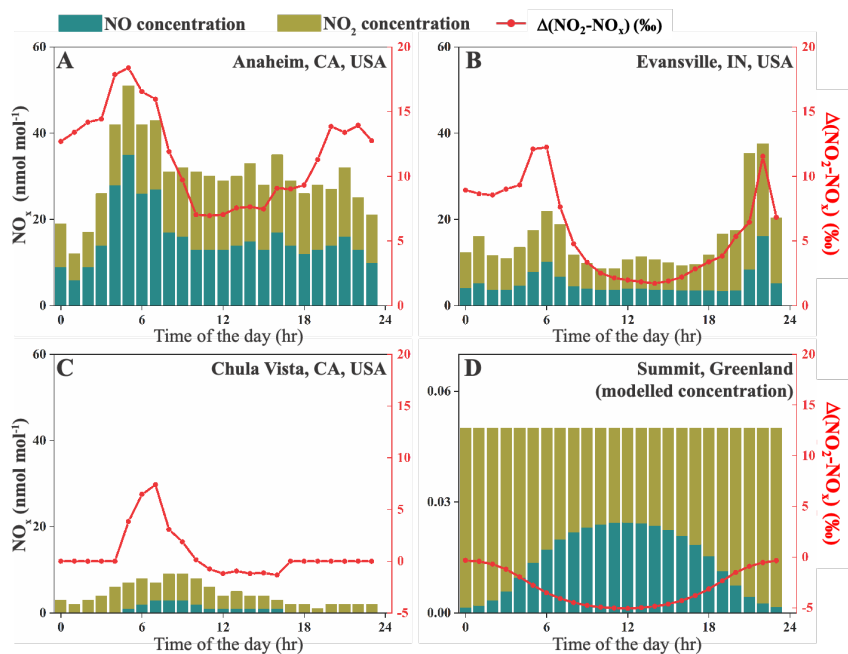 NO concentration NO₂ concentration Δ(NO₂-NOₓ) (‰)
A Anaheim, CA, USA
60
40
20
0
NOₓ (nmol mol⁻¹)
0 6 12 18 24
Time of the day (hr)
20
15
10
5
0
B Evansville, IN, USA
60
40
20
0
0 6 12 18 24
Time of the day (hr)
20
15
10
5
0
Δ(NO₂-NOₓ) (‰)
C Chula Vista, CA, USA
60
40
20
0
NOₓ (nmol mol⁻¹)
0 6 12 18 24
Time of the day (hr)
20
15
10
5
0
-5
D Summit, Greenland
(modelled concentration)
0.06
0.03
0.00
0 6 12 18 24
Time of the day (hr)
20
15
10
5
0
-5
Δ(NO₂-NOₓ) (‰)